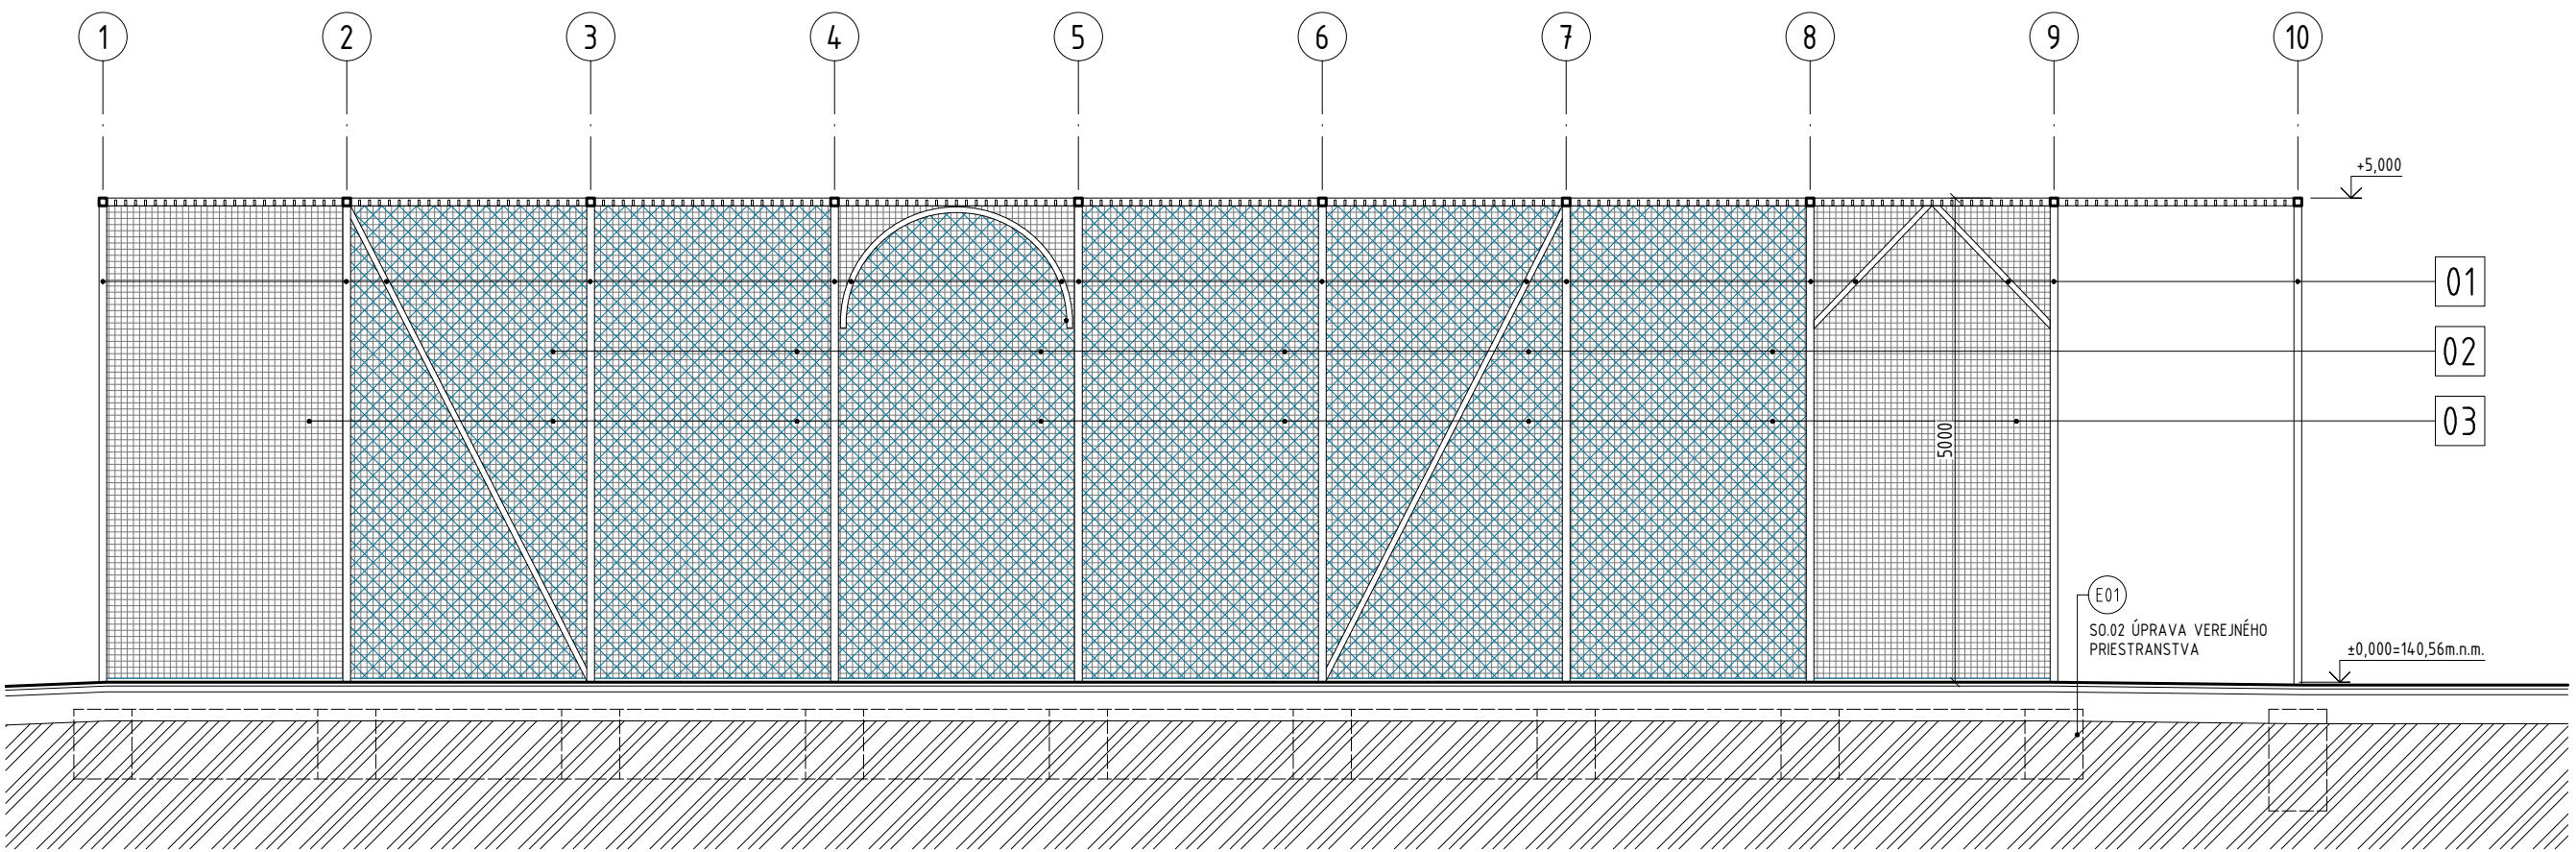 1 2 3 4 5 6 7 8 9 10
+5,000
01
02
03
5000
E01
SO.02 ÚPRAVA VEREJNÉHO
PRIESTRANSTVA
±0,000=140,56m.n.m.